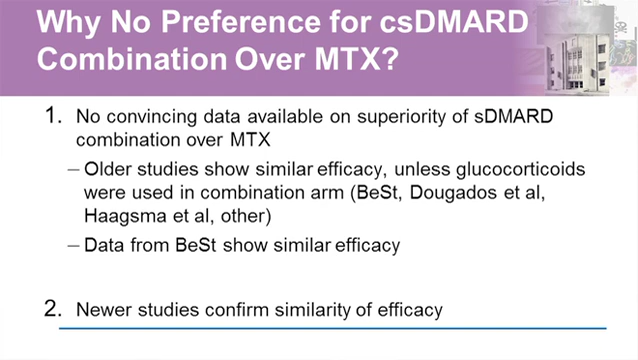 Why No Preference for csDMARD
Combination Over MTX?
1. No convincing data available on superiority of sDMARD
combination over MTX
– Older studies show similar efficacy, unless glucocorticoids
were used in combination arm (BeSt, Dougados et al,
Haagsma et al, other)
– Data from BeSt show similar efficacy
2. Newer studies confirm similarity of efficacy